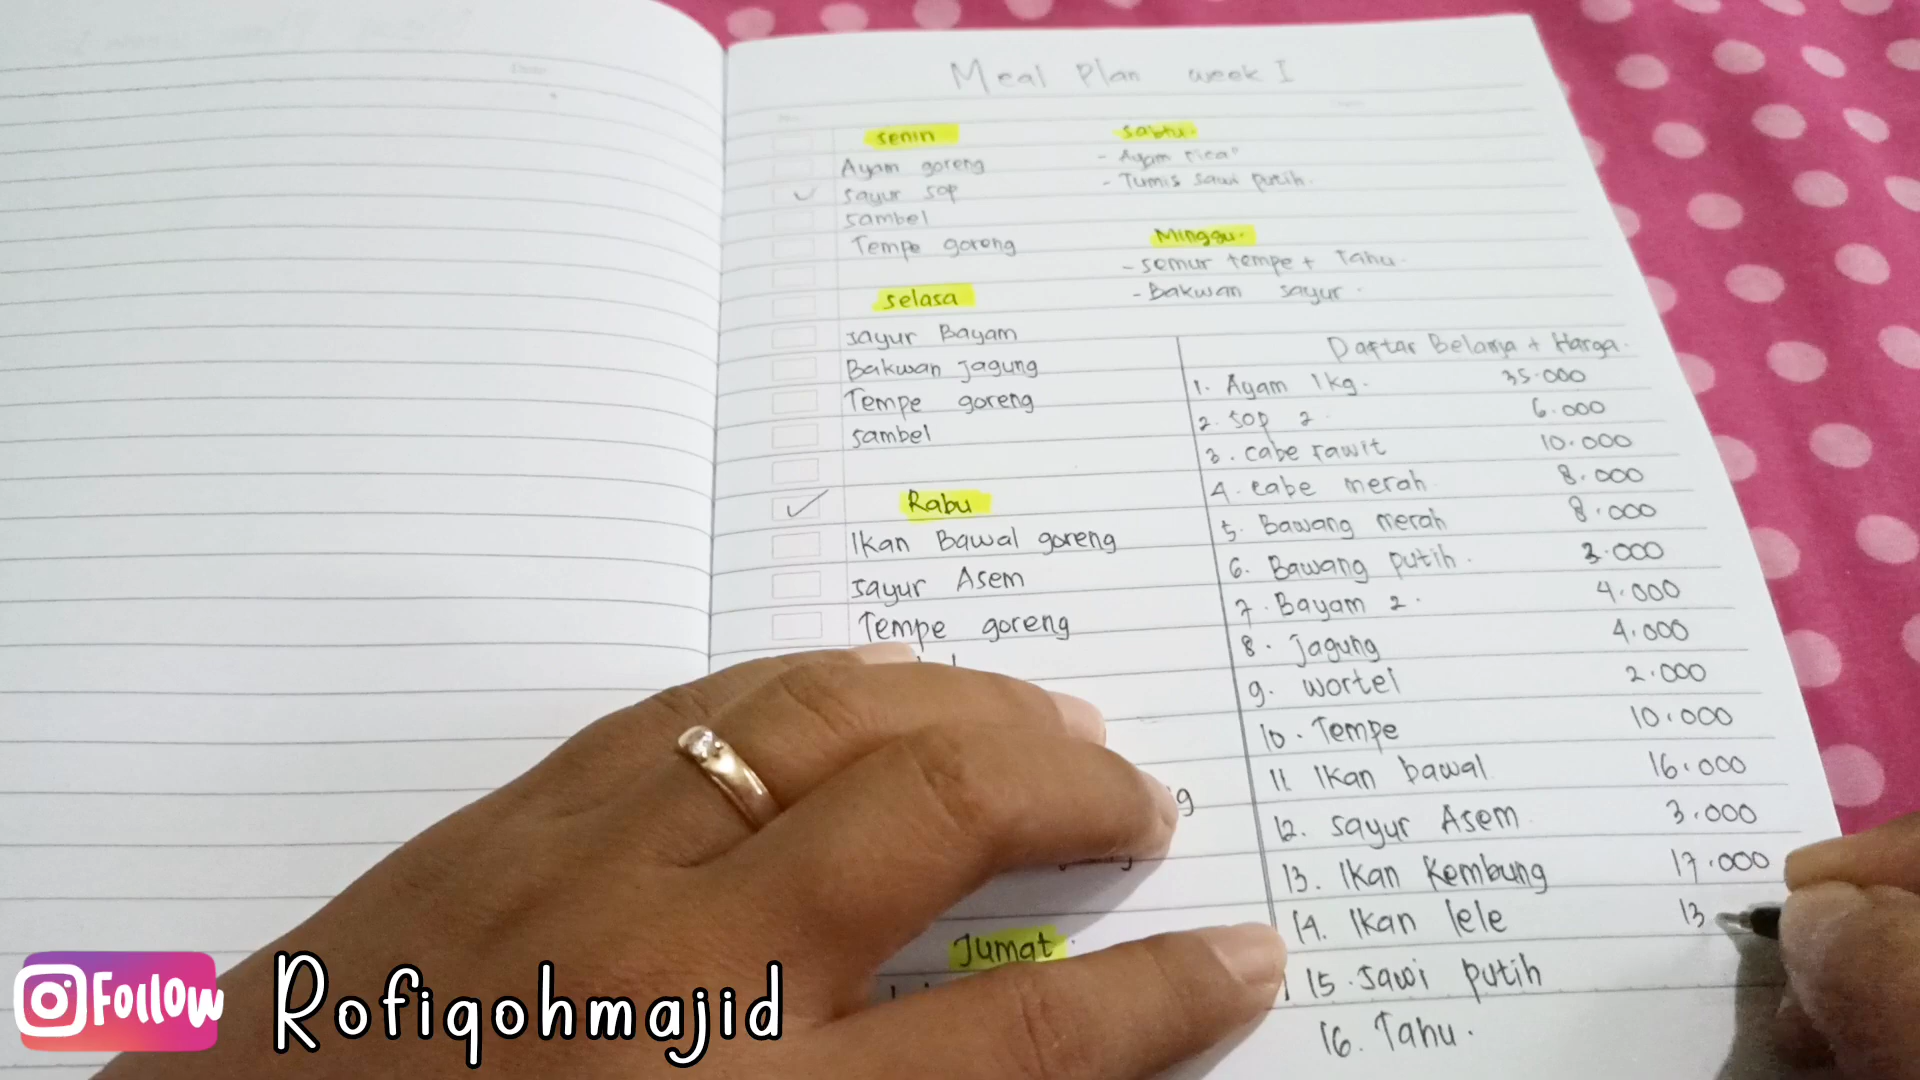 Meal Plan week I
senin
Ayam goreng
sayur sop
sambel
Tempe goreng
selasa
sayur Bayam
Bakwan jagung
Tempe goreng
sambel
Rabu
Ikan Bawal goreng
sayur Asem
Tempe goreng
Jumat.
sabtu.
- Ayam rica"
- Tumis sawi putih.
Minggu.
- semur tempe + Tahu.
- Bakwan sayur.
Daftar Belanja + Harga.
1. Ayam 1 kg. 35.000
2. sop 2. 6.000
3. cabe rawit 10.000
4. cabe merah 8.000
5. Bawang merah 8.000
6. Bawang putih. 3.000
7. Bayam 2. 4.000
8. jagung 4.000
9. wortel 2.000
10. Tempe 10.000
11 Ikan bawal 16.000
12. sayur Asem 3.000
13. Ikan Kembung 17.000
14. Ikan lele 13
15. sawi putih
16. Tahu.
Follow Rofiqohmajid